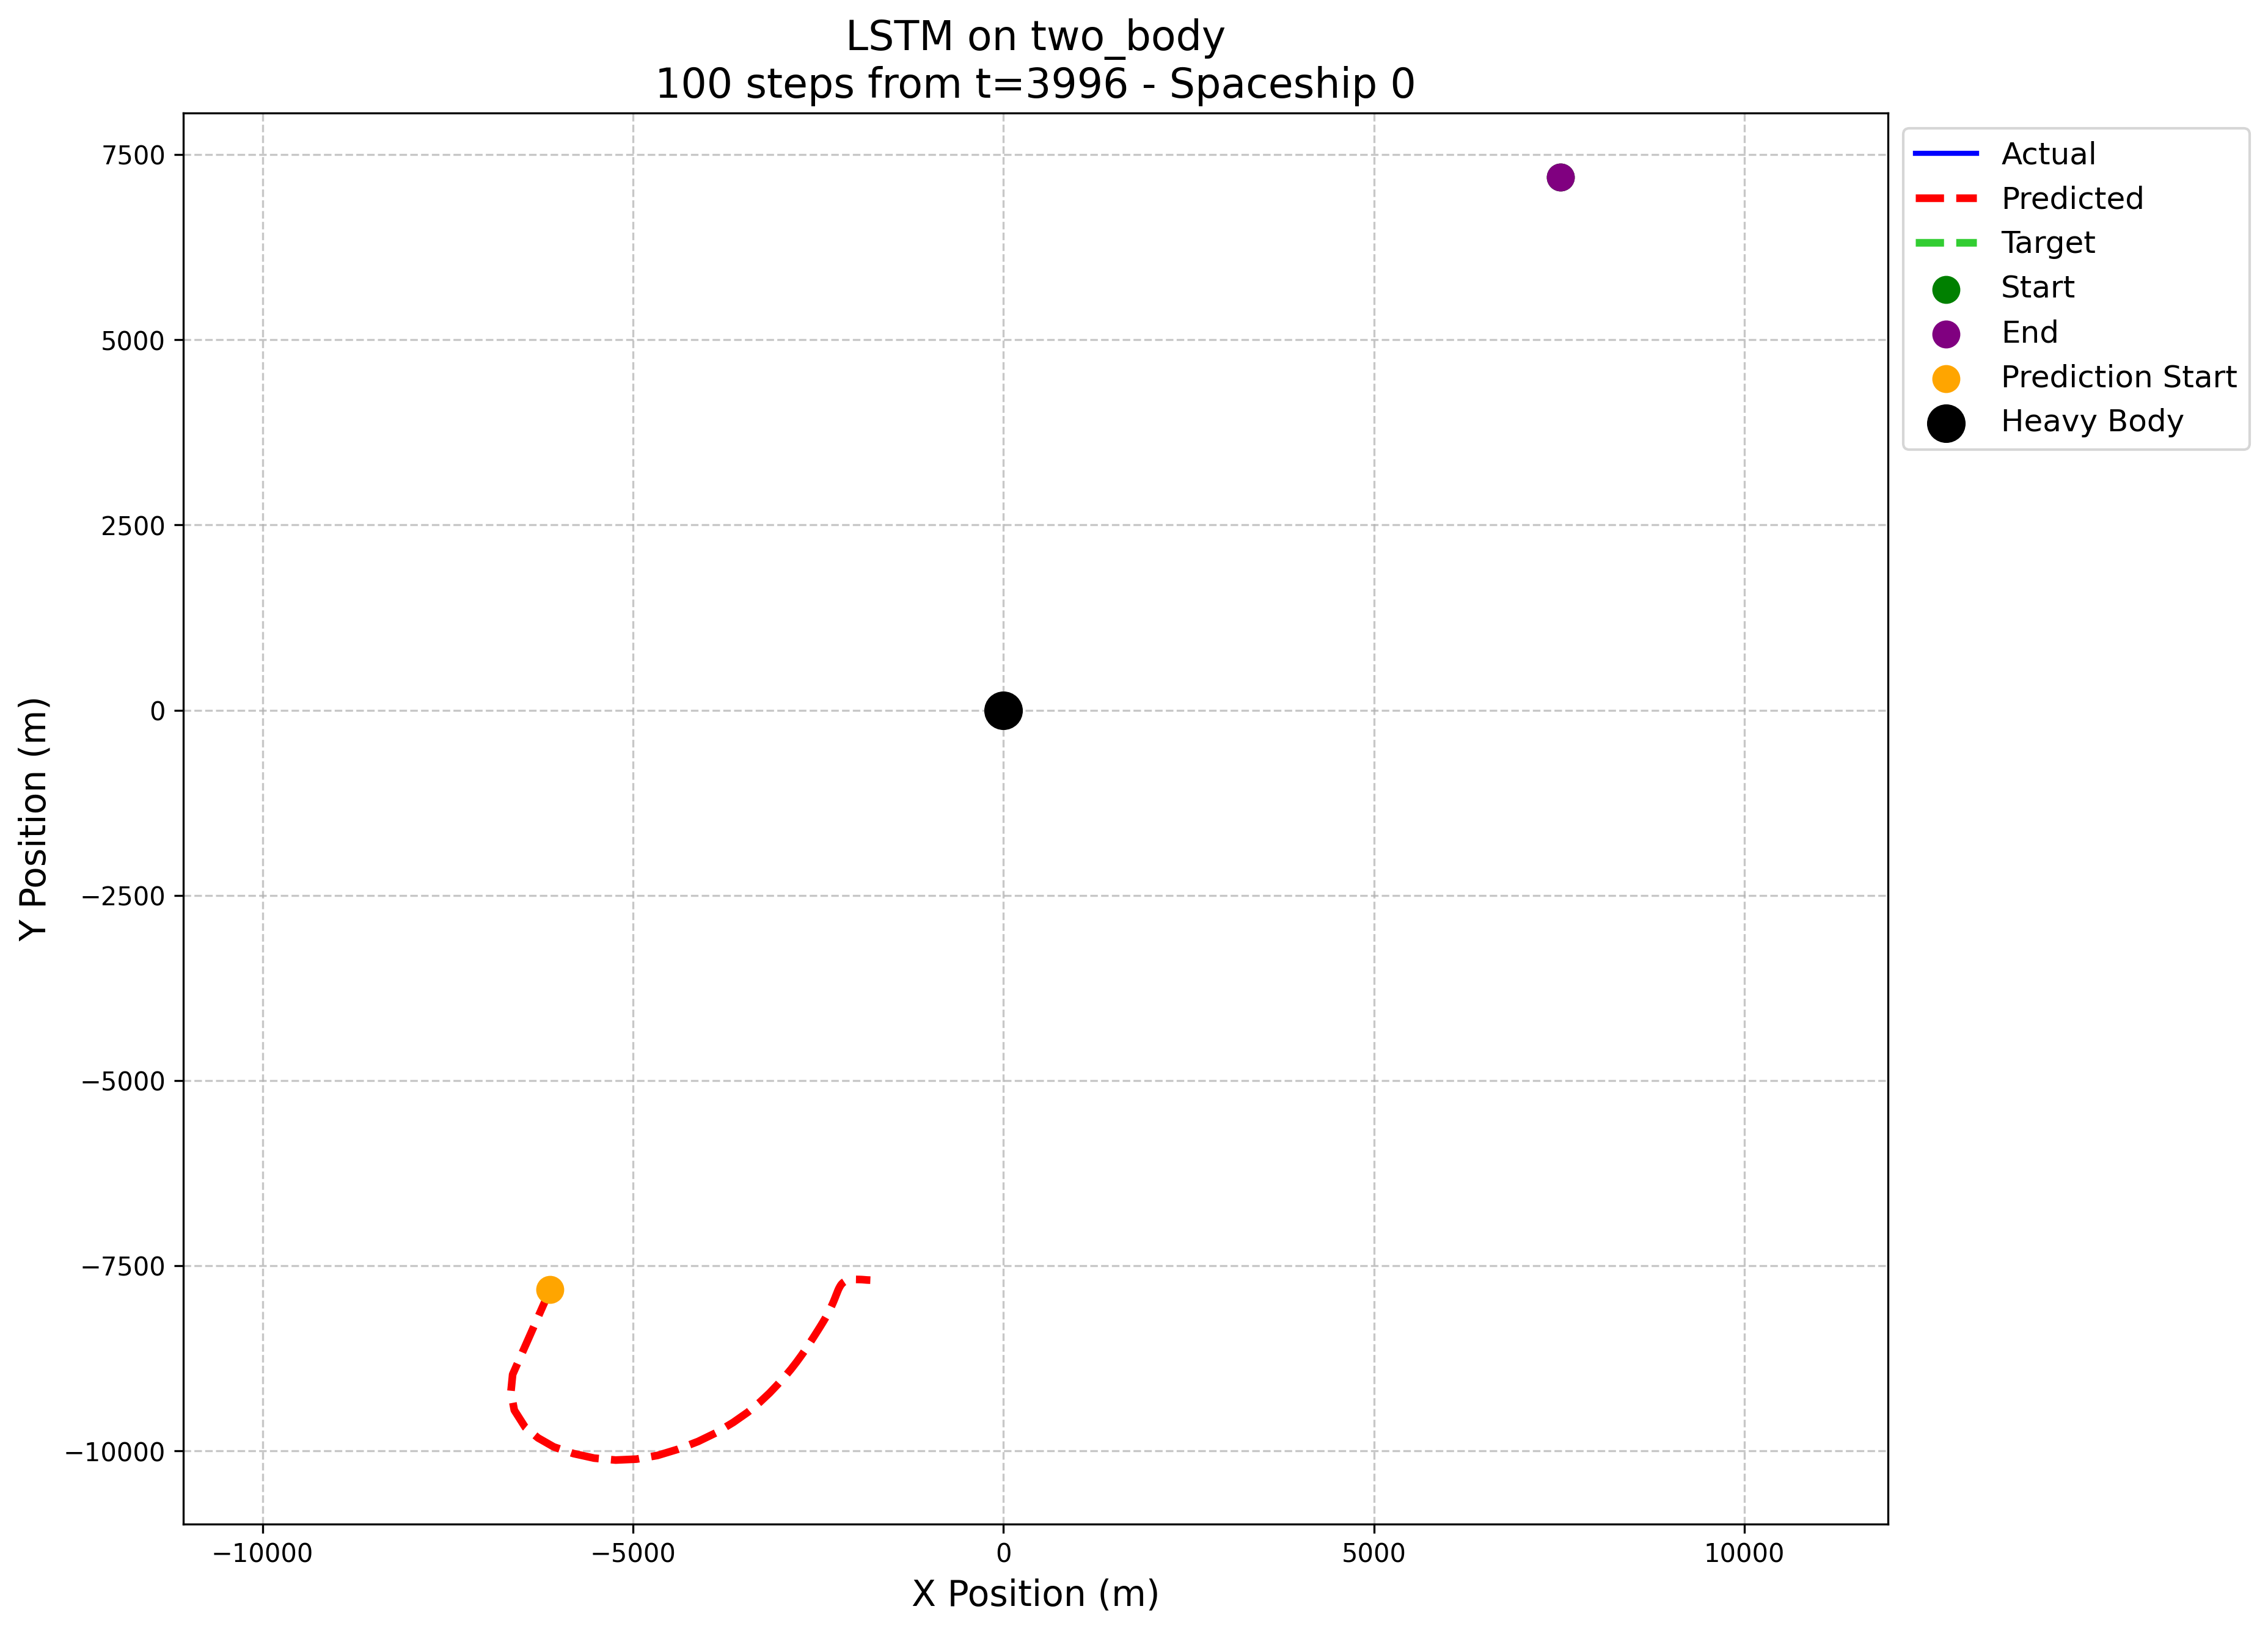 LSTM on two_body
100 steps from t=3996 - Spaceship 0
7500
5000
2500
0
−2500
−5000
−7500
−10000
Y Position (m)
−10000
−5000
0
5000
10000
X Position (m)
Actual
Predicted
Target
Start
End
Prediction Start
Heavy Body